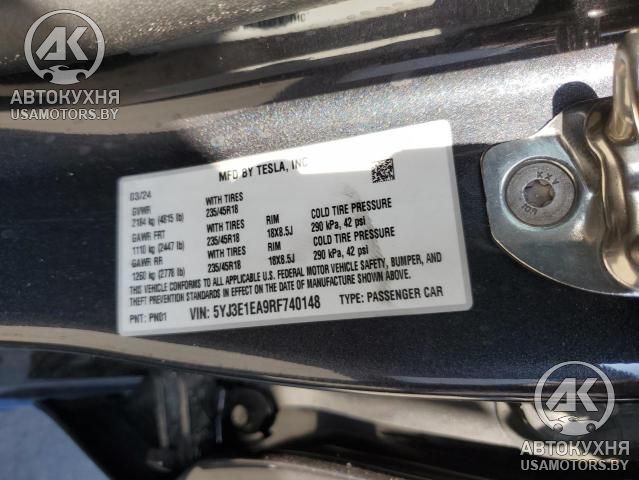 АК
АВТОКУХНЯ
USAMOTORS.BY
MFD BY TESLA, INC
03/24
GVWR WITH TIRES
2184 kg (4815 lb) 235/45R18 RIM COLD TIRE PRESSURE
GAWR FRT WITH TIRES 18X8.5J 290 kPa, 42 psi
1110 kg (2447 lb) 235/45R18 RIM COLD TIRE PRESSURE
GAWR RR WITH TIRES 18X8.5J 290 kPa, 42 psi
1260 kg (2778 lb) 235/45R18
THIS VEHICLE CONFORMS TO ALL APPLICABLE U.S. FEDERAL MOTOR VEHICLE SAFETY, BUMPER, AND
THEFT PREVENTION STANDARDS IN EFFECT ON THE DATE OF MANUFACTURE SHOWN ABOVE.
PNT: PN01 VIN: 5YJ3E1EA9RF740148 TYPE: PASSENGER CAR
KXV
АК
АВТОКУХНЯ
USAMOTORS.BY